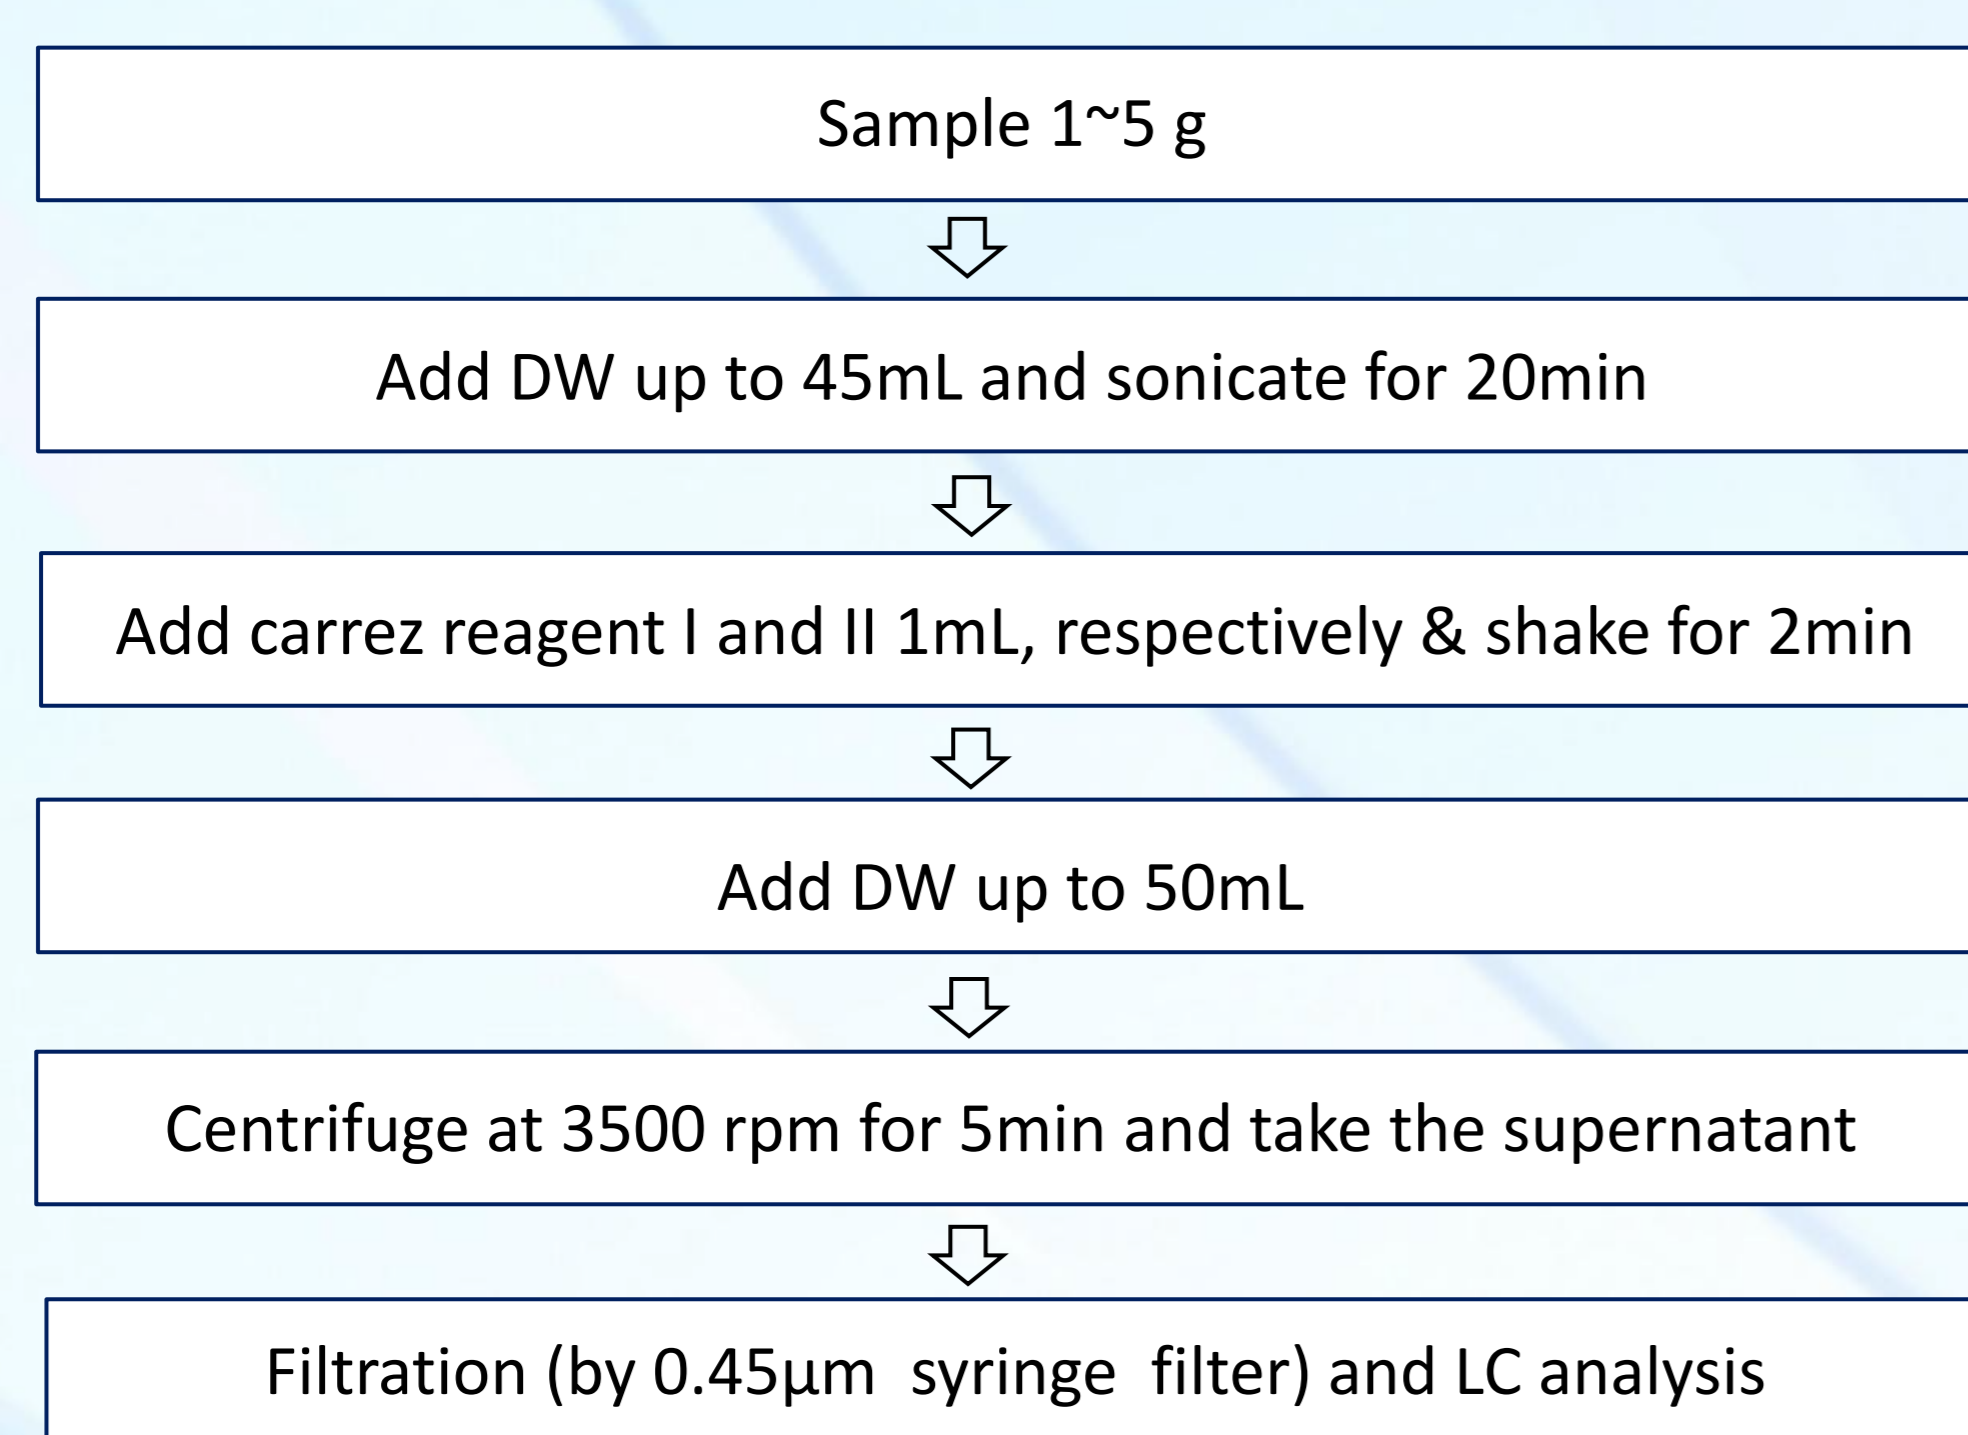 Sample 1~5 g
Add DW up to 45mL and sonicate for 20min
Add carrez reagent I and II 1mL, respectively & shake for 2min
Add DW up to 50mL
Centrifuge at 3500 rpm for 5min and take the supernatant
Filtration (by 0.45μm syringe filter) and LC analysis